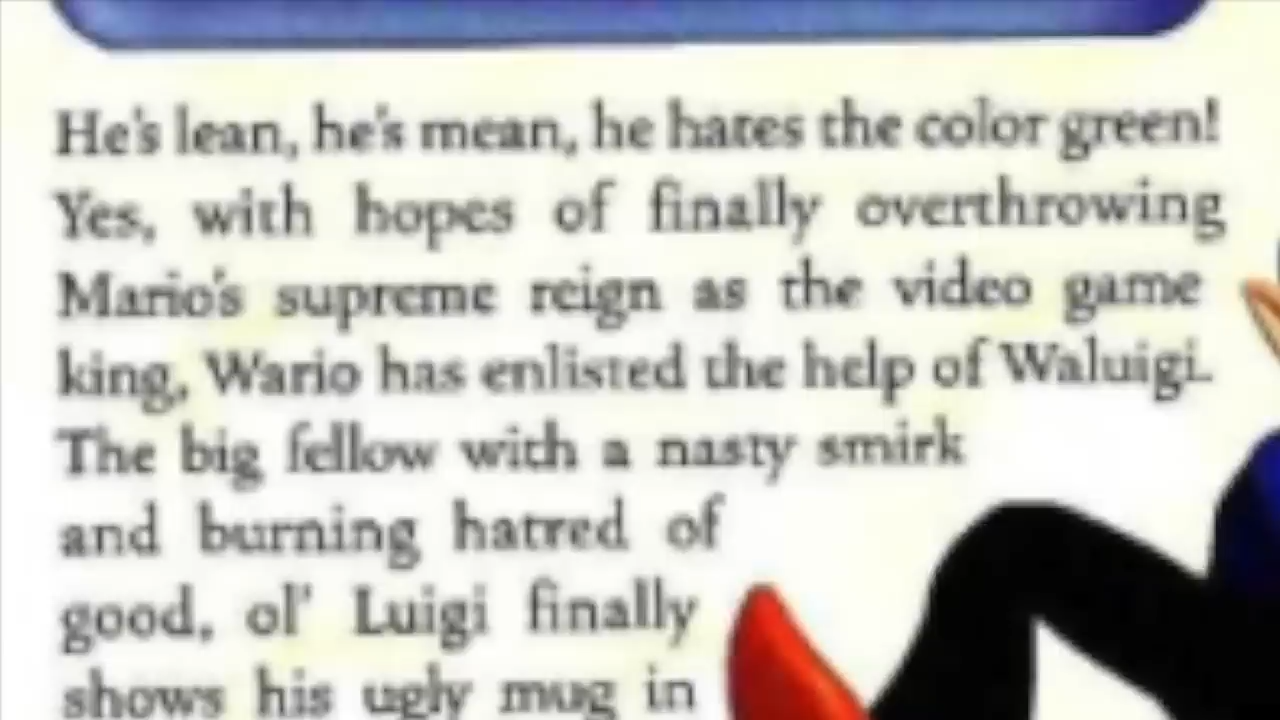 He's lean, he's mean, he hates the color green!
Yes, with hopes of finally overthrowing
Mario's supreme reign as the video game
king, Wario has enlisted the help of Waluigi.
The big fellow with a nasty smirk
and burning hatred of
good, ol' Luigi finally
shows his ugly mug in